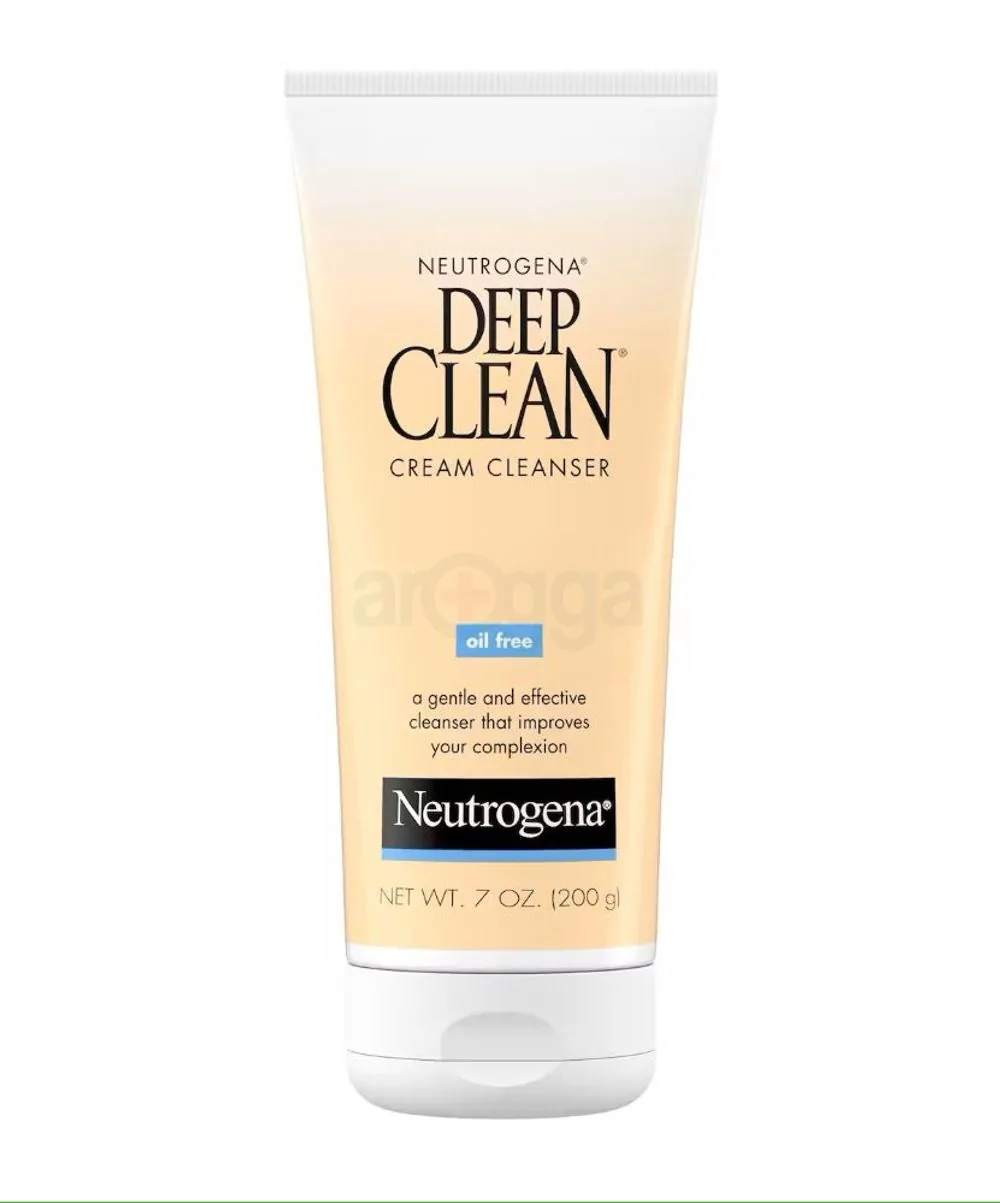 NEUTROGENA®
DEEP
CLEAN®
CREAM CLEANSER
arogga
oil free
a gentle and effective
cleanser that improves
your complexion
Neutrogena®
NET WT. 7 OZ. (200 g)